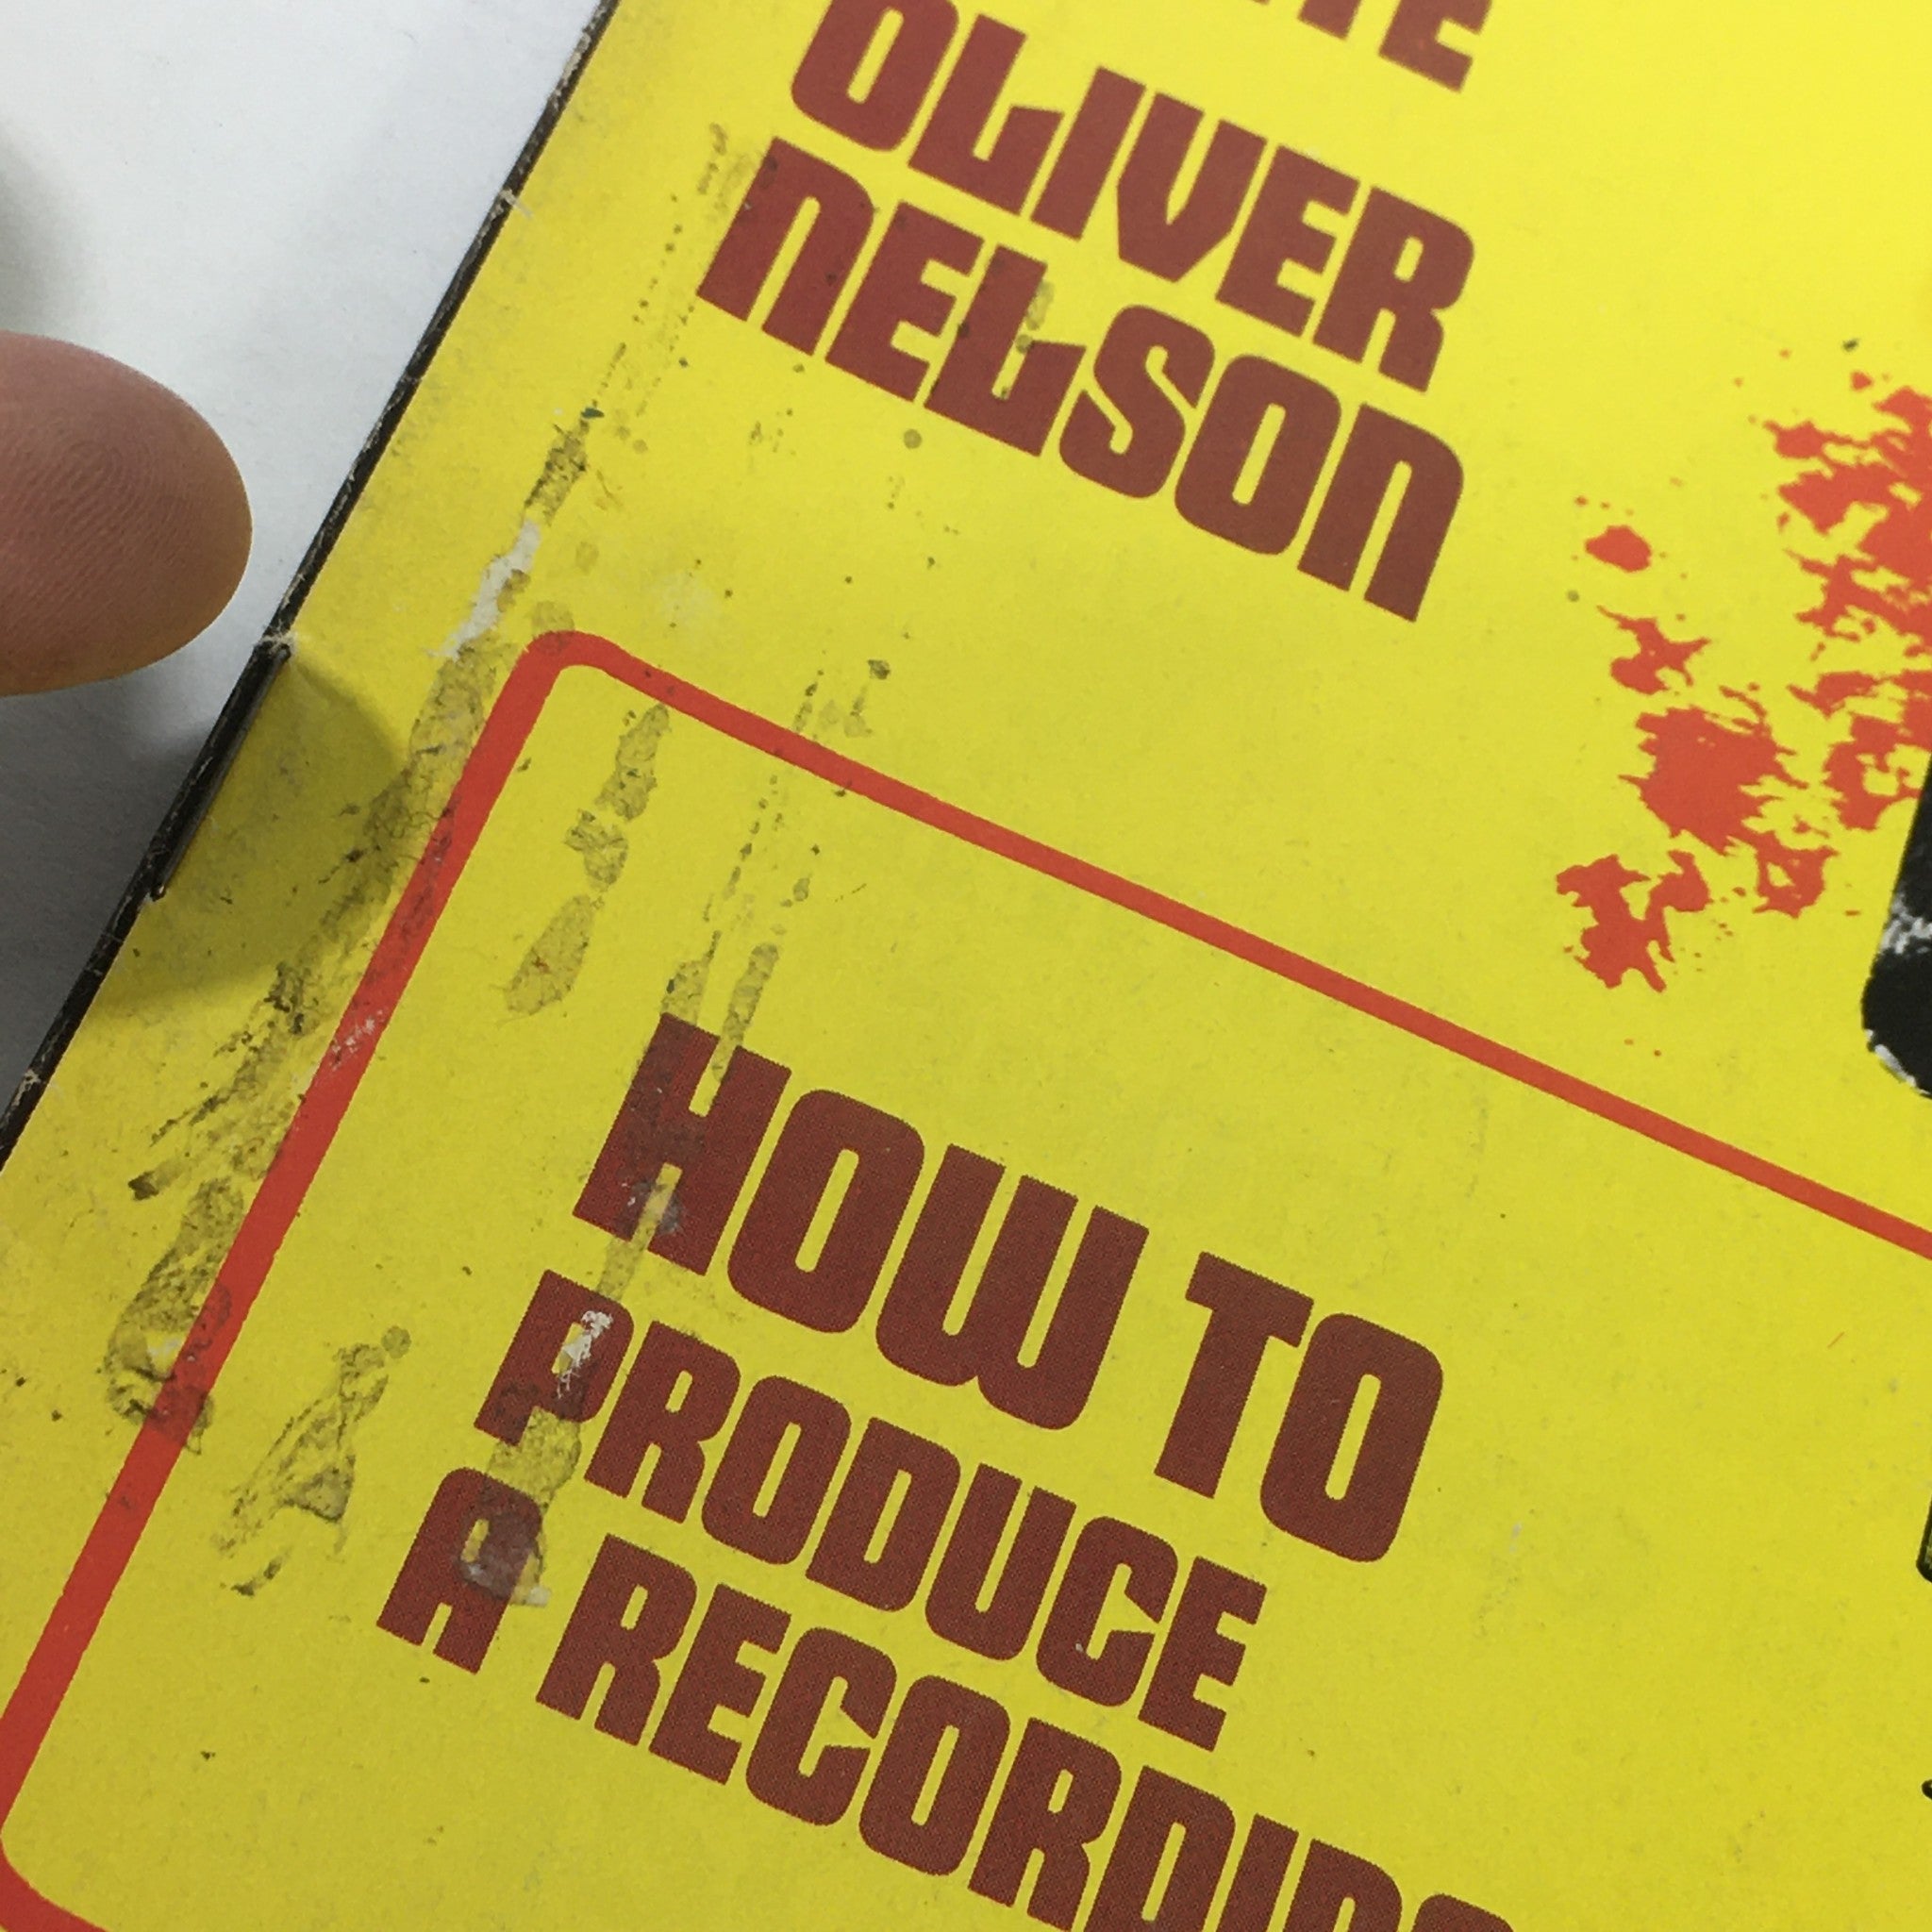 OLIVER
NELSON
HOW TO
PRODUCE
A RECORDING